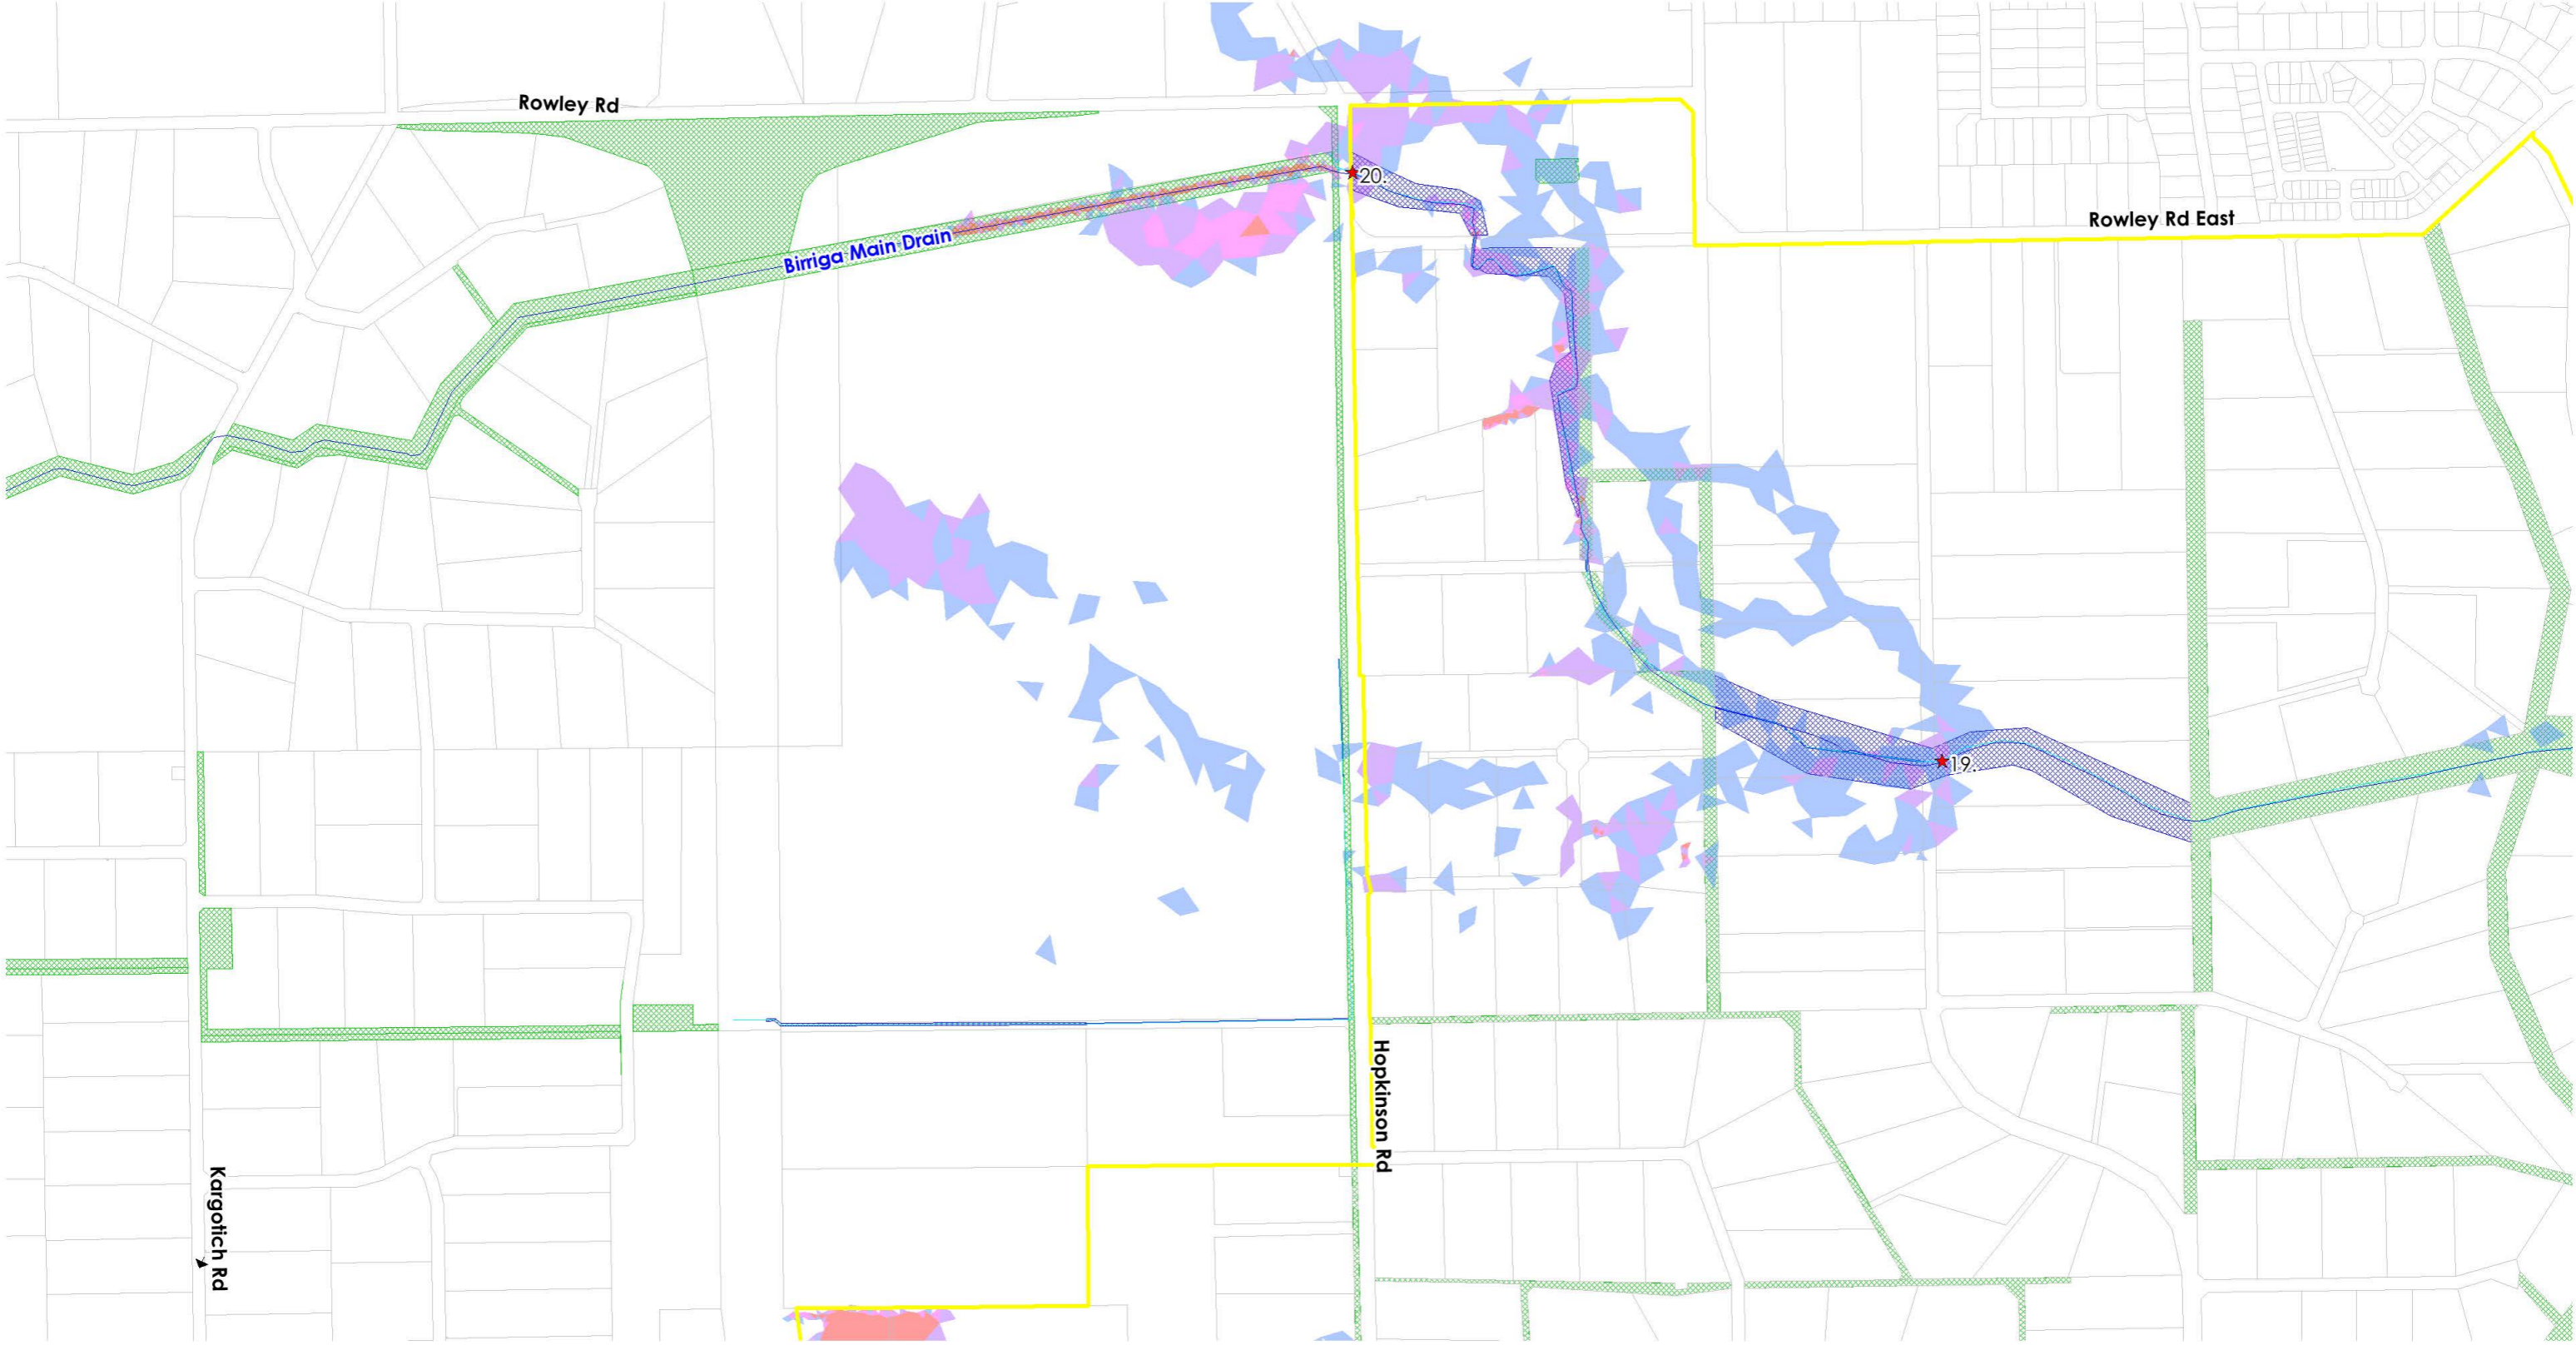 Rowley Rd
20.
Rowley Rd East
Birriga Main Drain
19.
Hopkinson Rd
Kargotich Rd